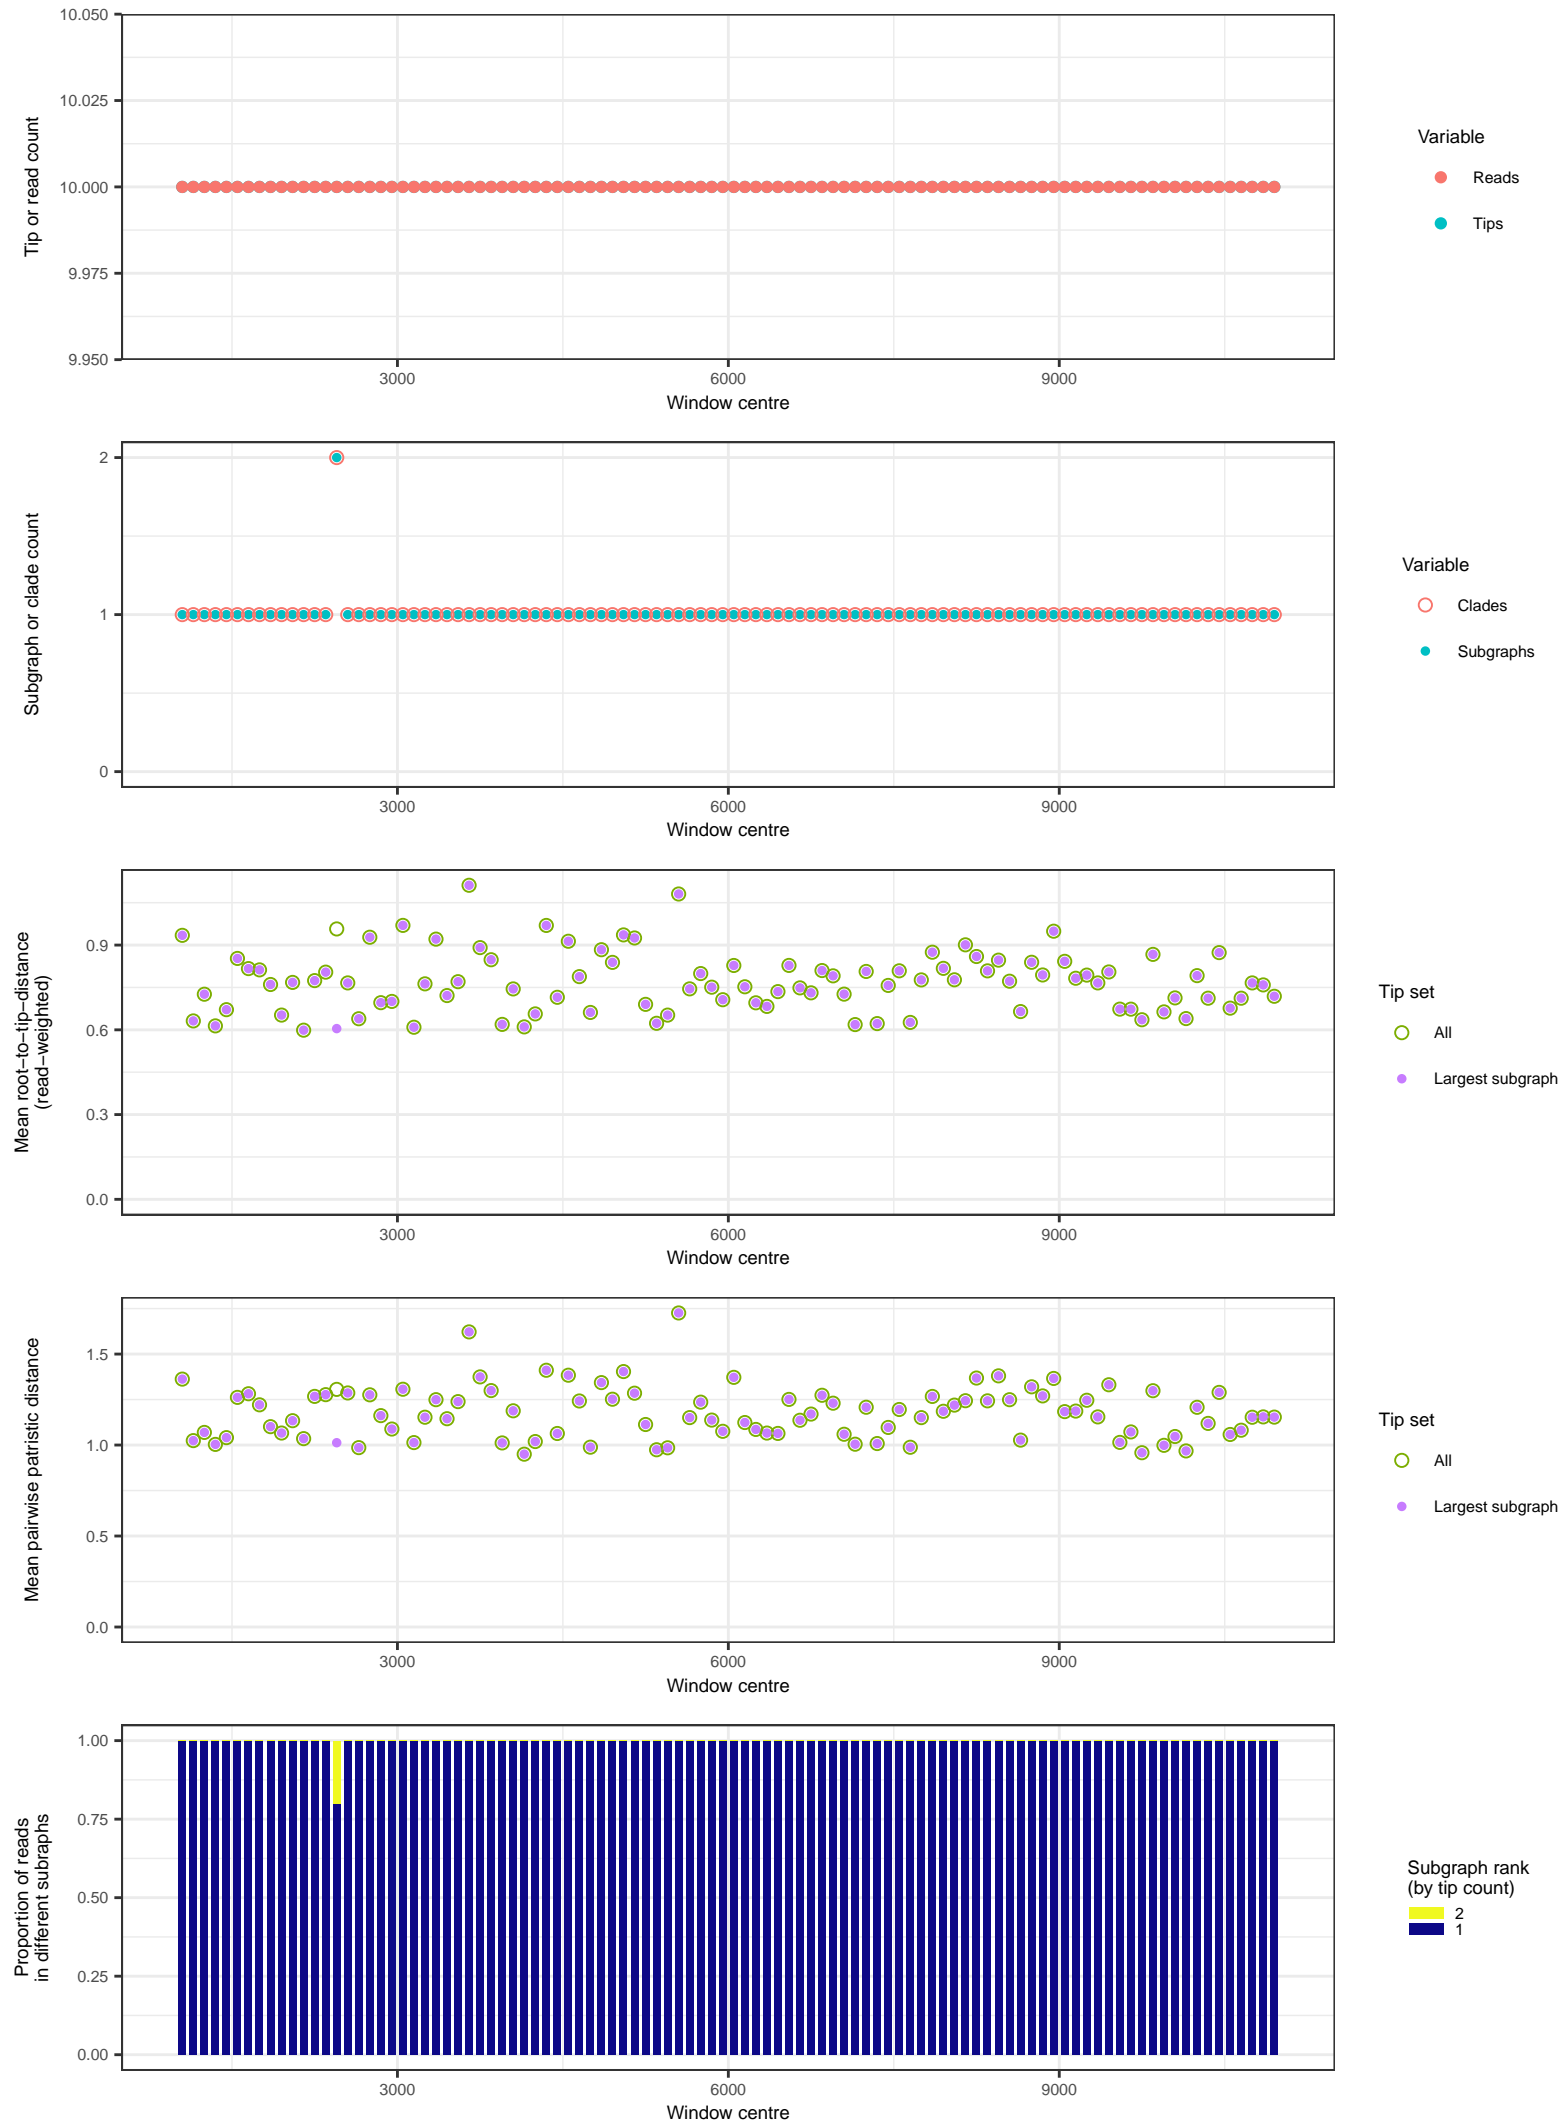 10.050
10.025
10.000
9.975
9.950
Tip or read count
3000
6000
9000
Window centre
Variable
Reads
Tips
2
1
0
Subgraph or clade count
3000
6000
9000
Window centre
Variable
Clades
Subgraphs
0.9
0.6
0.3
0.0
Mean root−to−tip−distance
(read−weighted)
3000
6000
9000
Window centre
Tip set
All
Largest subgraph
1.5
1.0
0.5
0.0
Mean pairwise patristic distance
3000
6000
9000
Window centre
Tip set
All
Largest subgraph
1.00
0.75
0.50
0.25
0.00
Proportion of reads
in different subraphs
3000
6000
9000
Window centre
Subgraph rank
(by tip count)
2
1